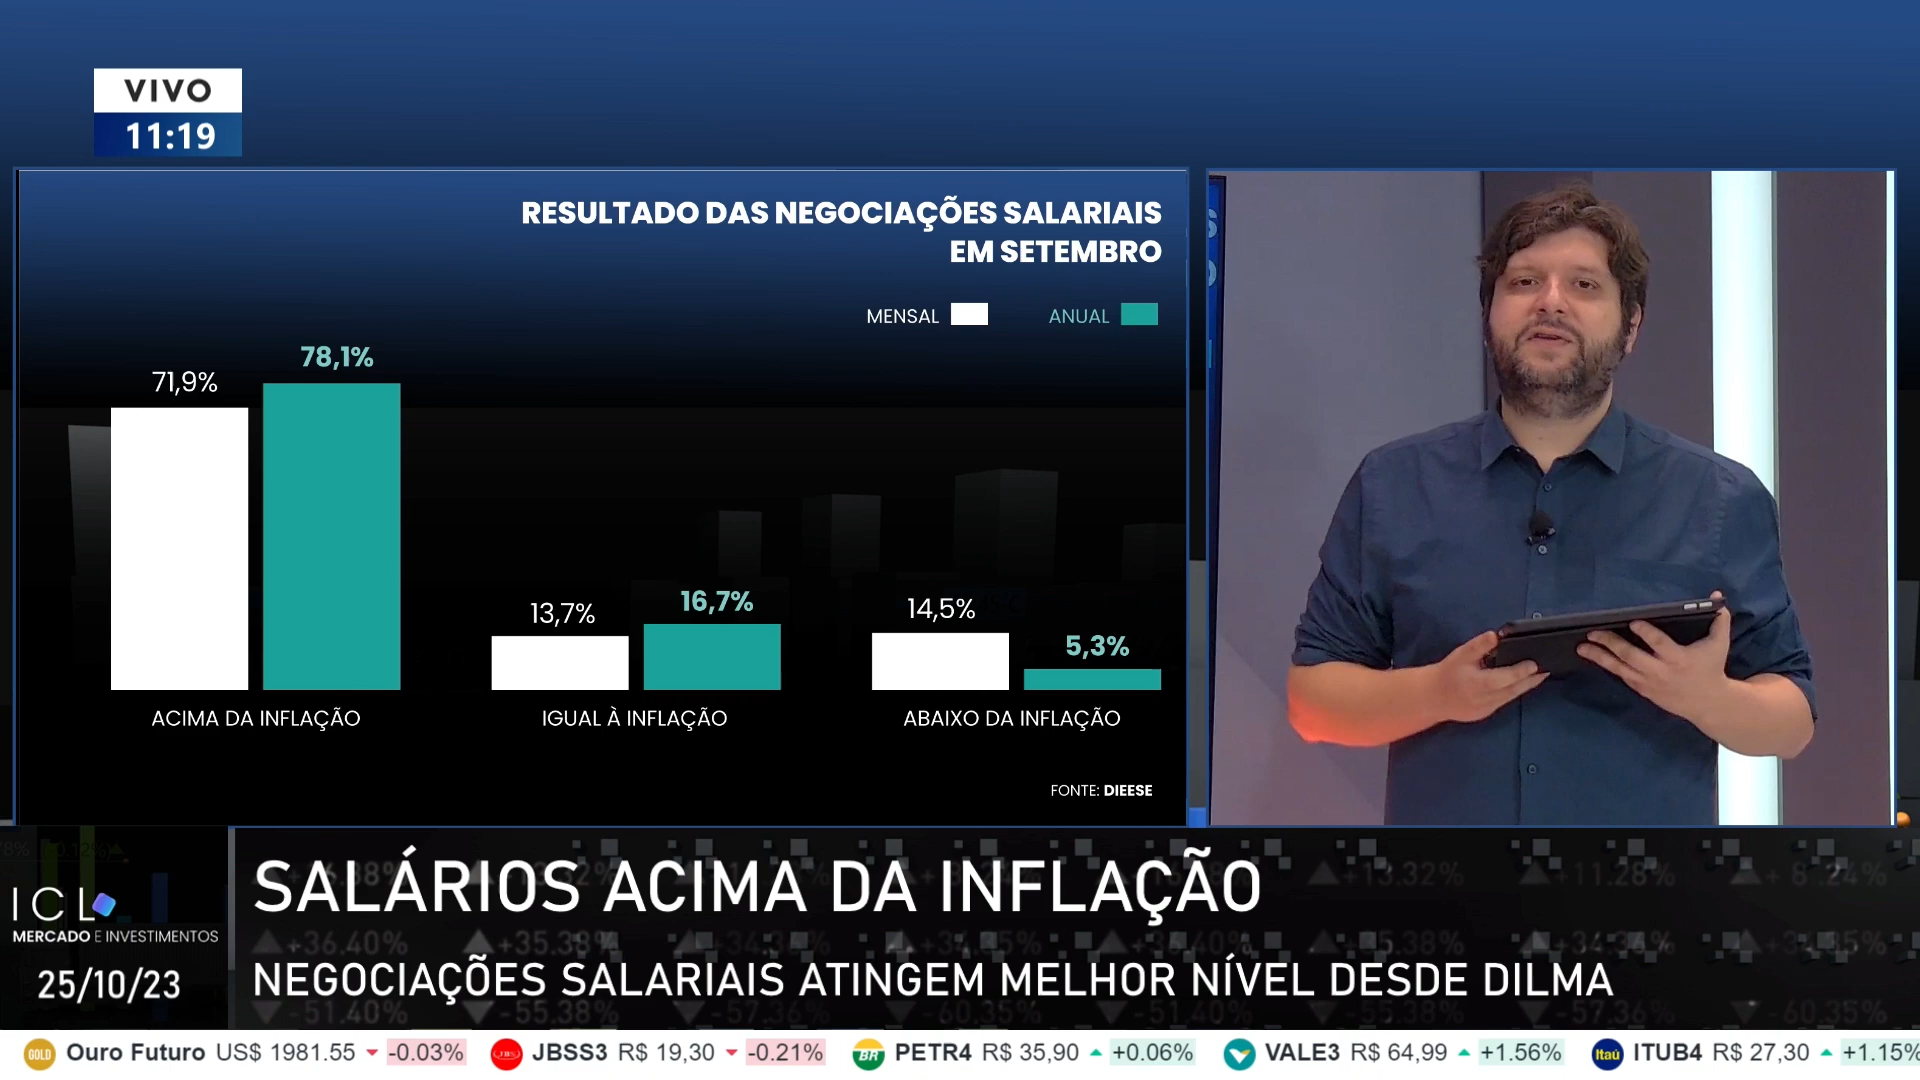 VIVO
11:19
RESULTADO DAS NEGOCIAÇÕES SALARIAIS
EM SETEMBRO
MENSAL
ANUAL
71,9%
78,1%
13,7%
16,7%
14,5%
5,3%
ACIMA DA INFLAÇÃO
IGUAL À INFLAÇÃO
ABAIXO DA INFLAÇÃO
FONTE: DIEESE
SALÁRIOS ACIMA DA INFLAÇÃO
NEGOCIAÇÕES SALARIAIS ATINGEM MELHOR NÍVEL DESDE DILMA
ICL
MERCADO E INVESTIMENTOS
25/10/23
GOLD Ouro Futuro US$ 1981.55 -0.03% JBS JBSS3 R$ 19,30 -0.21% BR PETR4 R$ 35,90 +0.06% VALE3 R$ 64,99 +1.56% Itaú ITUB4 R$ 27,30 +1.15%